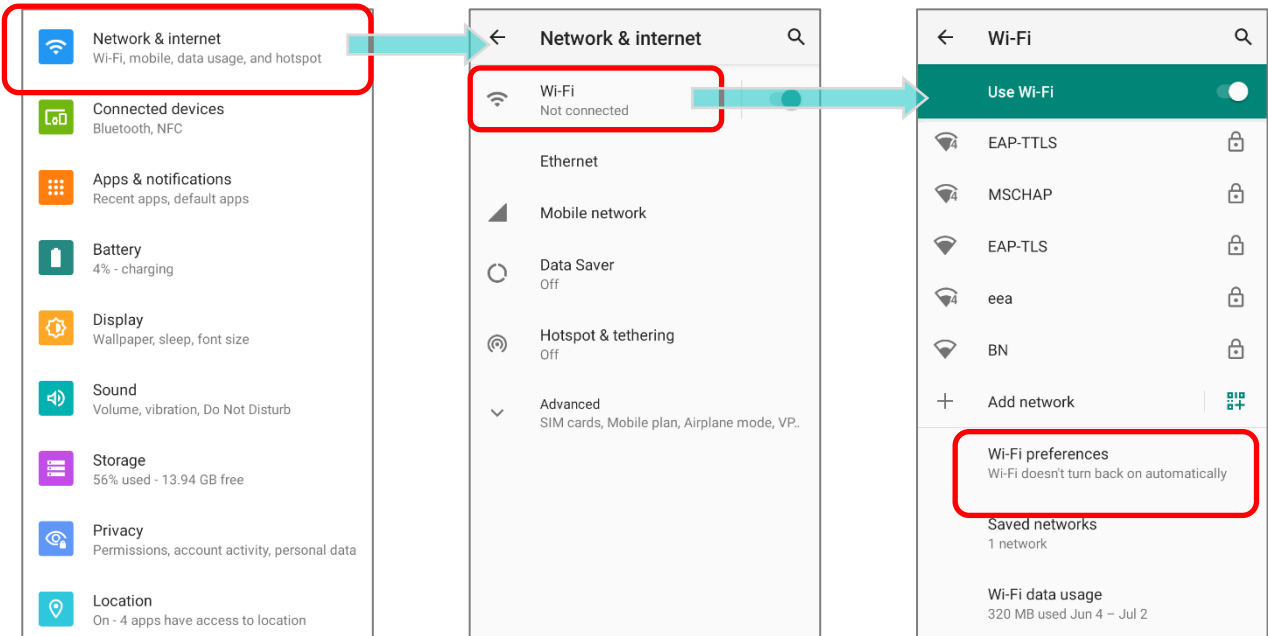 Network & internet
Wi-Fi, mobile, data usage, and hotspot
Connected devices
Bluetooth, NFC
Apps & notifications
Recent apps, default apps
Battery
4% - charging
Display
Wallpaper, sleep, font size
Sound
Volume, vibration, Do Not Disturb
Storage
56% used - 13.94 GB free
Privacy
Permissions, account activity, personal data
Location
On - 4 apps have access to location
Network & internet
Wi-Fi
Not connected
Ethernet
Mobile network
Data Saver
Off
Hotspot & tethering
Off
Advanced
SIM cards, Mobile plan, Airplane mode, VP..
Wi-Fi
Use Wi-Fi
4 EAP-TTLS
4 MSCHAP
EAP-TLS
4 eea
BN
Add network
Wi-Fi preferences
Wi-Fi doesn't turn back on automatically
Saved networks
1 network
Wi-Fi data usage
320 MB used Jun 4 – Jul 2